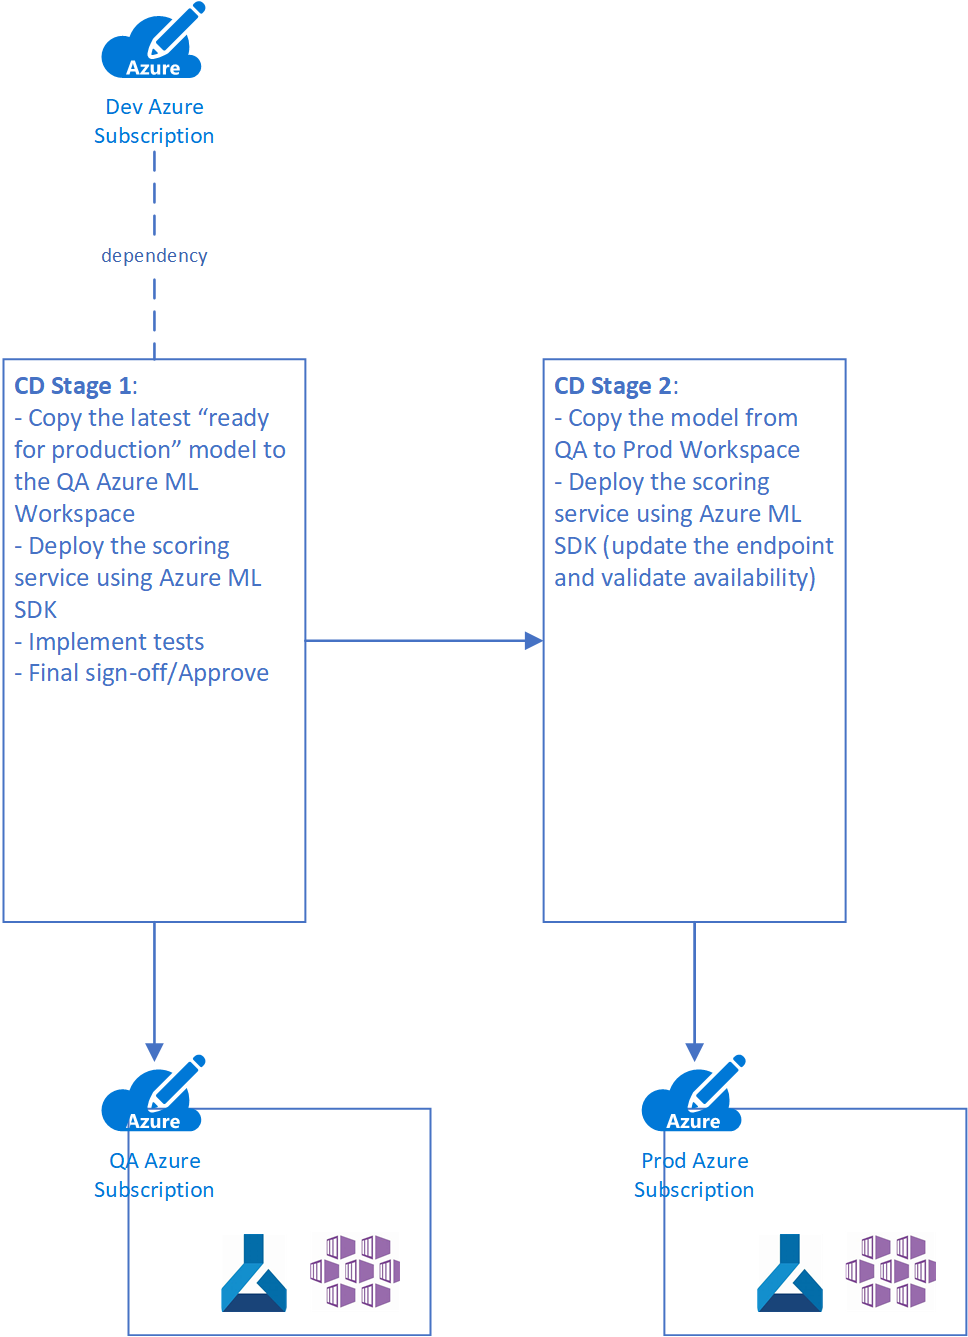 Azure
Dev Azure
Subscription
dependency
CD Stage 1:
- Copy the latest “ready
for production” model to
the QA Azure ML
Workspace
- Deploy the scoring
service using Azure ML
SDK
- Implement tests
- Final sign-off/Approve
CD Stage 2:
- Copy the model from
QA to Prod Workspace
- Deploy the scoring
service using Azure ML
SDK (update the endpoint
and validate availability)
Azure
QA Azure
Subscription
Azure
Prod Azure
Subscription